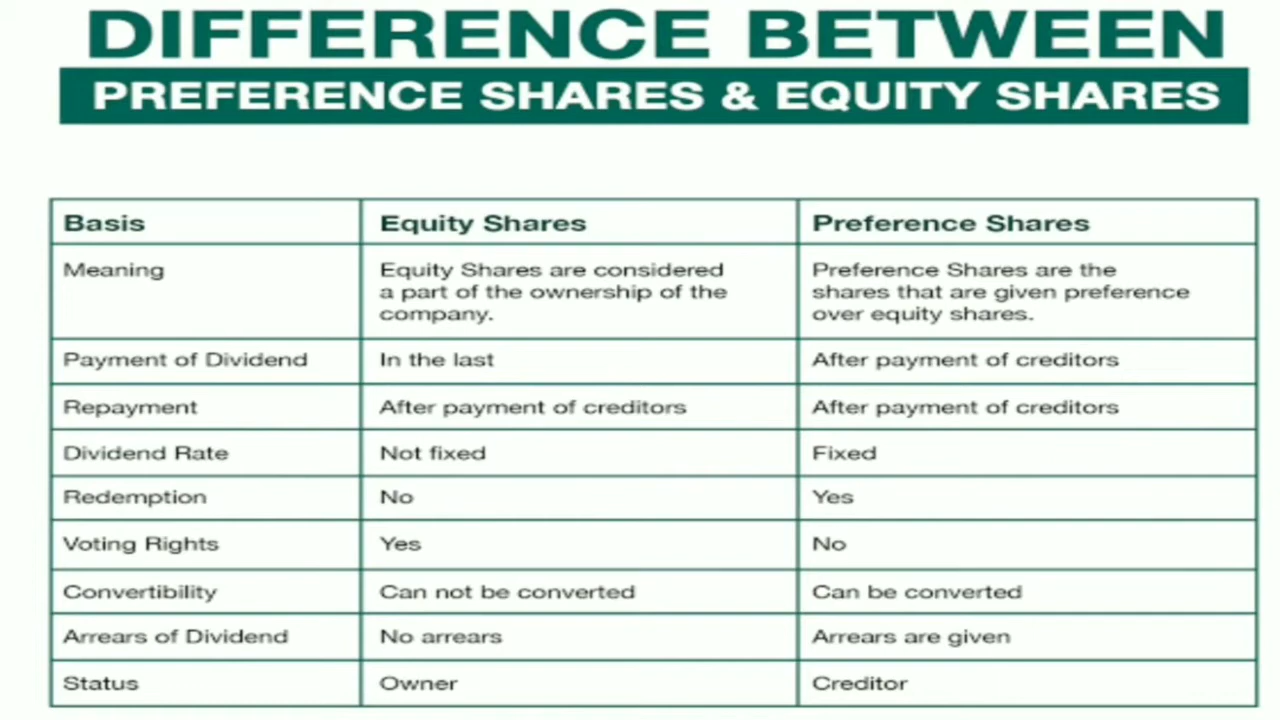 DIFFERENCE BETWEEN
PREFERENCE SHARES & EQUITY SHARES
Basis Equity Shares Preference Shares
Meaning Equity Shares are considered Preference Shares are the
a part of the ownership of the shares that are given preference
company. over equity shares.
Payment of Dividend In the last After payment of creditors
Repayment After payment of creditors After payment of creditors
Dividend Rate Not fixed Fixed
Redemption No Yes
Voting Rights Yes No
Convertibility Can not be converted Can be converted
Arrears of Dividend No arrears Arrears are given
Status Owner Creditor